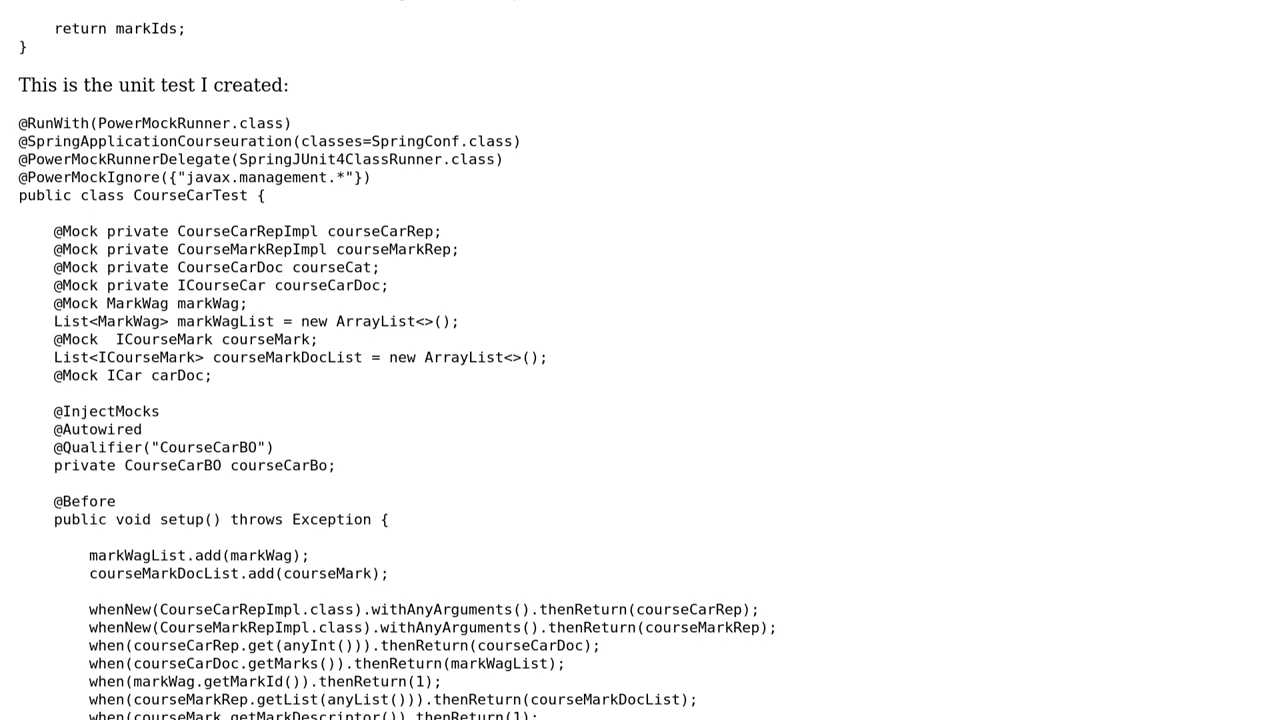 return markIds;
}
This is the unit test I created:
@RunWith(PowerMockRunner.class)
@SpringApplicationCourseuration(classes=SpringConf.class)
@PowerMockRunnerDelegate(SpringJUnit4ClassRunner.class)
@PowerMockIgnore({"javax.management.*"})
public class CourseCarTest {
@Mock private CourseCarRepImpl courseCarRep;
@Mock private CourseMarkRepImpl courseMarkRep;
@Mock private CourseCarDoc courseCat;
@Mock private ICourseCar courseCarDoc;
@Mock MarkWag markWag;
List<MarkWag> markWagList = new ArrayList<>();
@Mock  ICourseMark courseMark;
List<ICourseMark> courseMarkDocList = new ArrayList<>();
@Mock ICar carDoc;
@InjectMocks
@Autowired
@Qualifier("CourseCarBO")
private CourseCarBO courseCarBo;
@Before
public void setup() throws Exception {
markWagList.add(markWag);
courseMarkDocList.add(courseMark);
whenNew(CourseCarRepImpl.class).withAnyArguments().thenReturn(courseCarRep);
whenNew(CourseMarkRepImpl.class).withAnyArguments().thenReturn(courseMarkRep);
when(courseCarRep.get(anyInt())).thenReturn(courseCarDoc);
when(courseCarDoc.getMarks()).thenReturn(markWagList);
when(markWag.getMarkId()).thenReturn(1);
when(courseMarkRep.getList(anyList())).thenReturn(courseMarkDocList);
when(courseMark.getMarkDescriptor()).thenReturn(1);